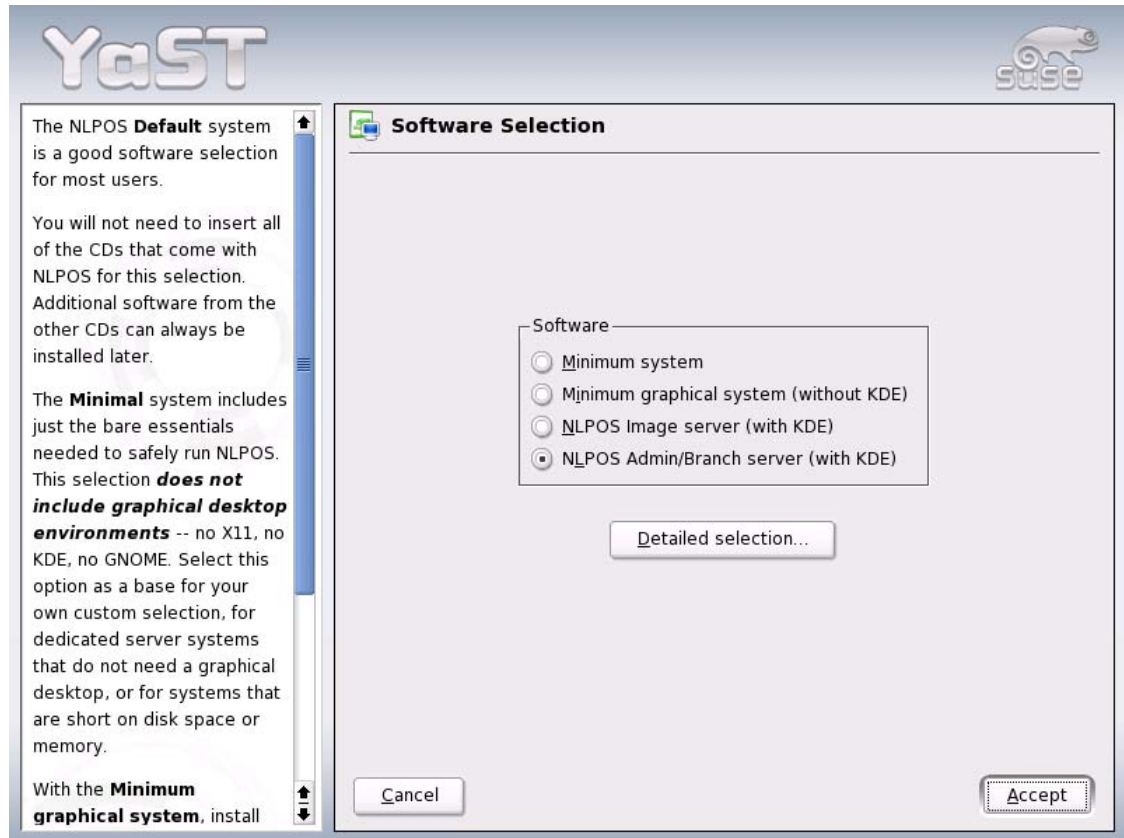 YaST
suse
The NLPOS Default system
is a good software selection
for most users.
You will not need to insert all
of the CDs that come with
NLPOS for this selection.
Additional software from the
other CDs can always be
installed later.
The Minimal system includes
just the bare essentials
needed to safely run NLPOS.
This selection does not
include graphical desktop
environments -- no X11, no
KDE, no GNOME. Select this
option as a base for your
own custom selection, for
dedicated server systems
that do not need a graphical
desktop, or for systems that
are short on disk space or
memory.
With the Minimum
graphical system, install
Software Selection
Software
Minimum system
Minimum graphical system (without KDE)
NLPOS Image server (with KDE)
NLPOS Admin/Branch server (with KDE)
Detailed selection...
Cancel
Accept